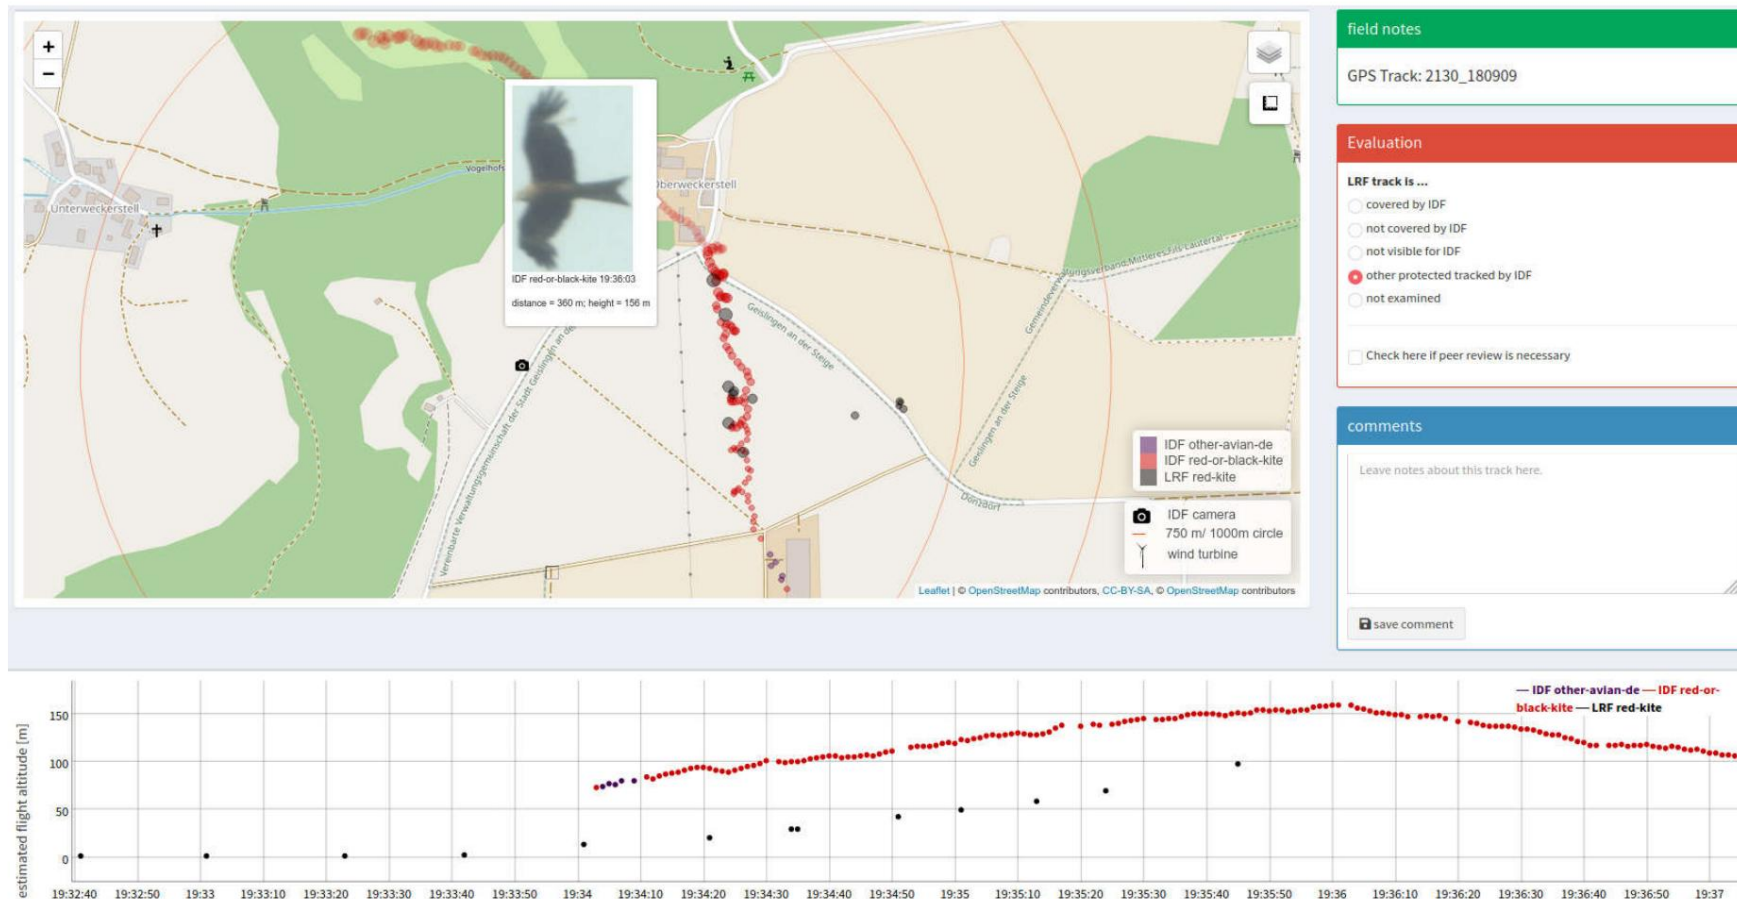 +
−
Unterweckerstell
Vogelhofs
Oberweckerstell
IDF red-or-black-kite 19:36:03
distance = 360 m; height = 156 m
Geislingen an der Steige
Gemeindeverwaltungsverband Mittleres Fils-Lautertal
Geislingen an der Steige
Vereinbarte Verwaltungsgemeinschaft der Stadt Geislingen an der
Donzdorf
IDF other-avian-de
IDF red-or-black-kite
LRF red-kite
IDF camera
750 m/ 1000m circle
wind turbine
Leaflet | © OpenStreetMap contributors, CC-BY-SA, © OpenStreetMap contributors
field notes
GPS Track: 2130_180909
Evaluation
LRF track is ...
covered by IDF
not covered by IDF
not visible for IDF
other protected tracked by IDF
not examined
Check here if peer review is necessary
comments
Leave notes about this track here.
save comment
— IDF other-avian-de — IDF red-or-
black-kite — LRF red-kite
estimated flight altitude [m]
150
100
50
0
19:32:40 19:32:50 19:33 19:33:10 19:33:20 19:33:30 19:33:40 19:33:50 19:34 19:34:10 19:34:20 19:34:30 19:34:40 19:34:50 19:35 19:35:10 19:35:20 19:35:30 19:35:40 19:35:50 19:36 19:36:10 19:36:20 19:36:30 19:36:40 19:36:50 19:37